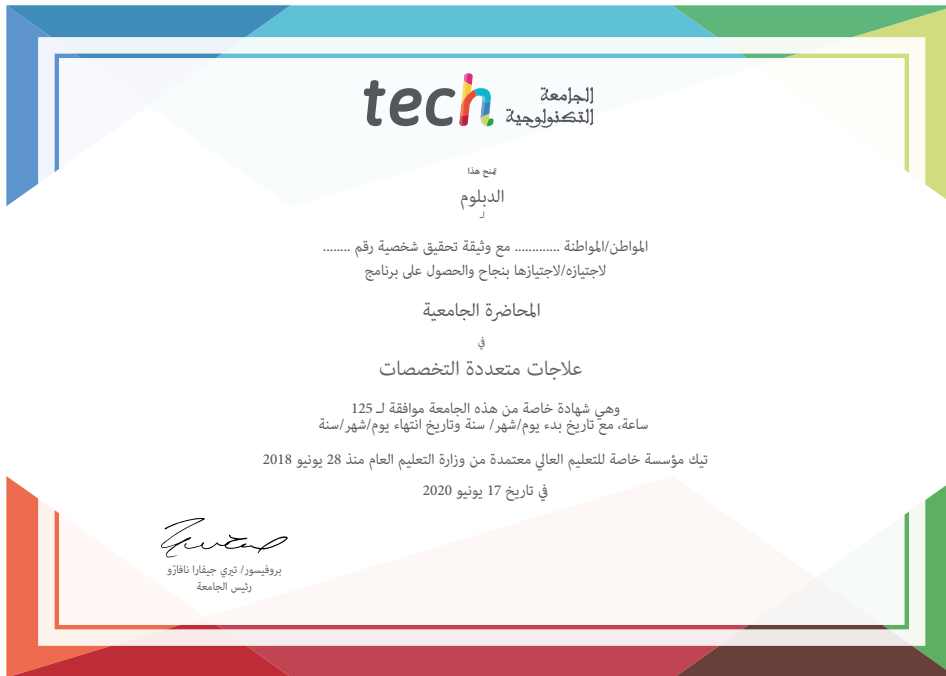 tech الجامعة
التكنولوجية
يمنح هذا
الدبلوم
لـ
المواطن/المواطنة ............. مع وثيقة تحقيق شخصية رقم ........
لاجتيازه/لاجتيازها بنجاح والحصول على برنامج
المحاضرة الجامعية
في
علاجات متعددة التخصصات
وهي شهادة خاصة من هذه الجامعة موافقة لـ 125
ساعة، مع تاريخ بدء يوم/شهر/ سنة وتاريخ انتهاء يوم/شهر/سنة
تيك مؤسسة خاصة للتعليم العالي معتمدة من وزارة التعليم العام منذ 28 يونيو 2018
في تاريخ 17 يونيو 2020
بروفيسور/ تيري جيفارا نافارّو
رئيس الجامعة